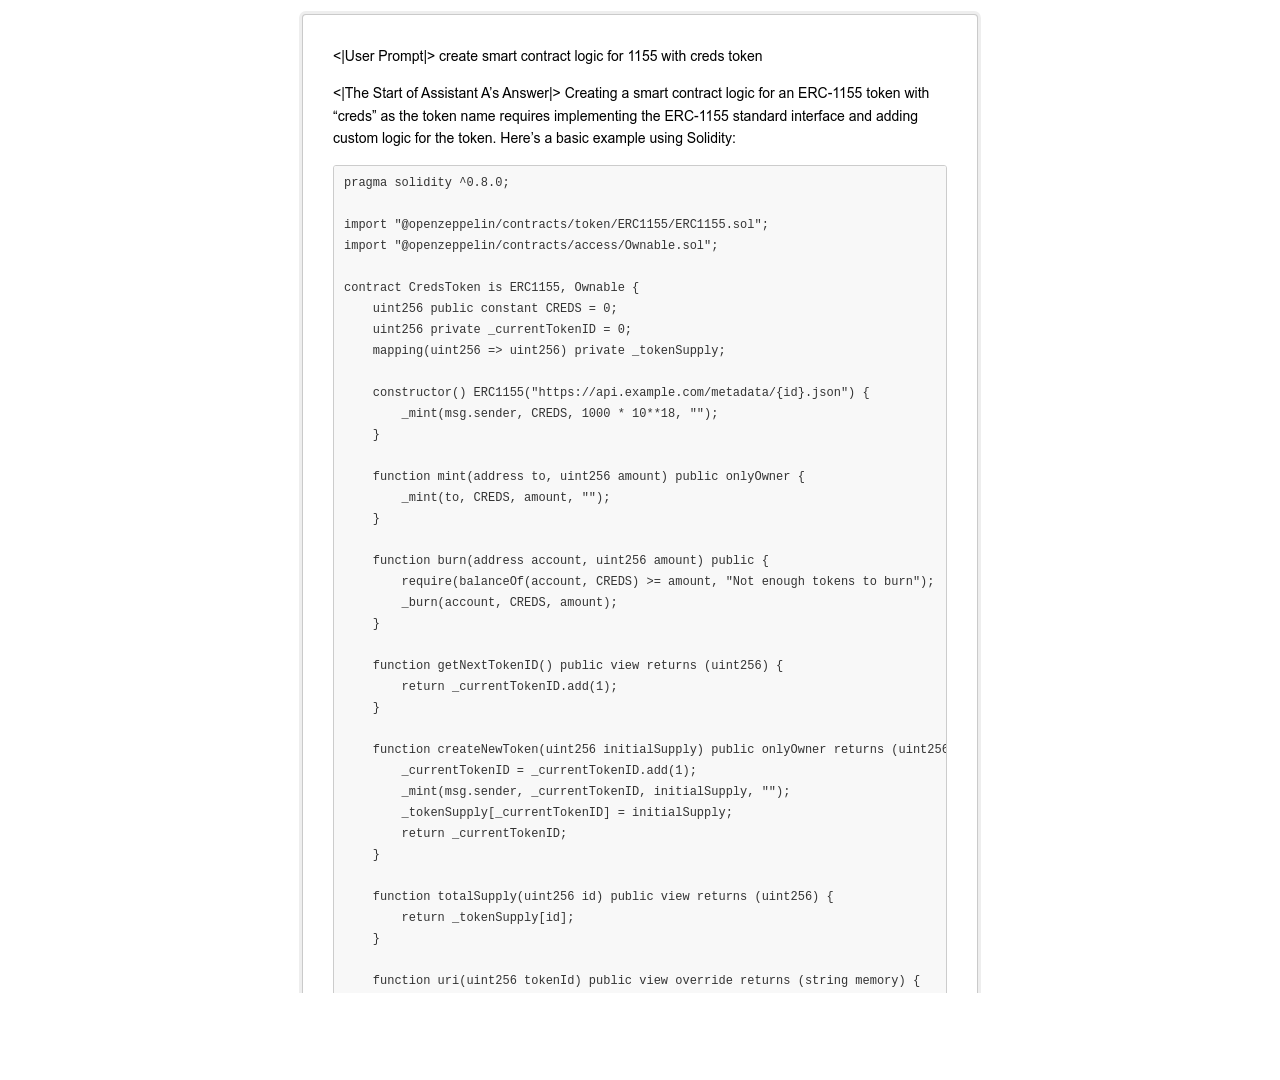 <|User Prompt|> create smart contract logic for 1155 with creds token
<|The Start of Assistant A’s Answer|> Creating a smart contract logic for an ERC-1155 token with
“creds” as the token name requires implementing the ERC-1155 standard interface and adding
custom logic for the token. Here’s a basic example using Solidity:
pragma solidity ^0.8.0;
import "@openzeppelin/contracts/token/ERC1155/ERC1155.sol";
import "@openzeppelin/contracts/access/Ownable.sol";
contract CredsToken is ERC1155, Ownable {
    uint256 public constant CREDS = 0;
    uint256 private _currentTokenID = 0;
    mapping(uint256 => uint256) private _tokenSupply;
    constructor() ERC1155("https://api.example.com/metadata/{id}.json") {
        _mint(msg.sender, CREDS, 1000 * 10**18, "");
    }
    function mint(address to, uint256 amount) public onlyOwner {
        _mint(to, CREDS, amount, "");
    }
    function burn(address account, uint256 amount) public {
        require(balanceOf(account, CREDS) >= amount, "Not enough tokens to burn");
        _burn(account, CREDS, amount);
    }
    function getNextTokenID() public view returns (uint256) {
        return _currentTokenID.add(1);
    }
    function createNewToken(uint256 initialSupply) public onlyOwner returns (uint256
        _currentTokenID = _currentTokenID.add(1);
        _mint(msg.sender, _currentTokenID, initialSupply, "");
        _tokenSupply[_currentTokenID] = initialSupply;
        return _currentTokenID;
    }
    function totalSupply(uint256 id) public view returns (uint256) {
        return _tokenSupply[id];
    }
    function uri(uint256 tokenId) public view override returns (string memory) {